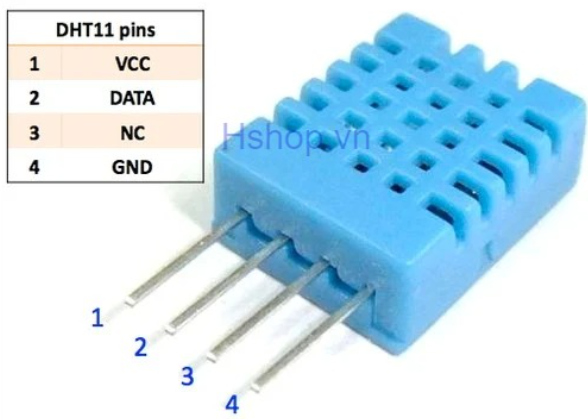 DHT11 pins
1 VCC
2 DATA
3 NC
4 GND
Hshop.vn
1
2
3
4